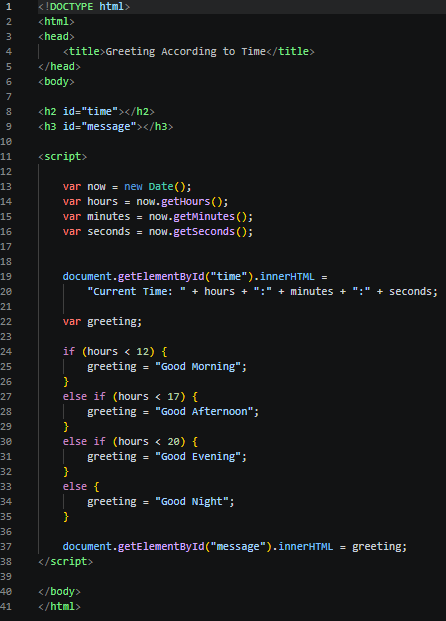 1 <!DOCTYPE html>
2 <html>
3 <head>
4     <title>Greeting According to Time</title>
5 </head>
6 <body>
7
8 <h2 id="time"></h2>
9 <h3 id="message"></h3>
10
11 <script>
12
13     var now = new Date();
14     var hours = now.getHours();
15     var minutes = now.getMinutes();
16     var seconds = now.getSeconds();
17
18
19     document.getElementById("time").innerHTML =
20         "Current Time: " + hours + ":" + minutes + ":" + seconds;
21
22     var greeting;
23
24     if (hours < 12) {
25         greeting = "Good Morning";
26     }
27     else if (hours < 17) {
28         greeting = "Good Afternoon";
29     }
30     else if (hours < 20) {
31         greeting = "Good Evening";
32     }
33     else {
34         greeting = "Good Night";
35     }
36
37     document.getElementById("message").innerHTML = greeting;
38 </script>
39
40 </body>
41 </html>